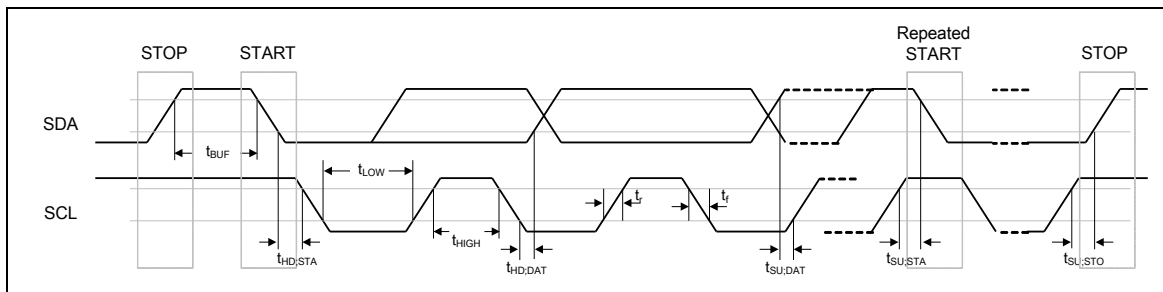 STOP
START
Repeated
START
STOP
SDA
tBUF
tLOW
SCL
tr
tf
tHIGH
tHD;STA
tHD;DAT
tSU;DAT
tSU;STA
tSU;STO